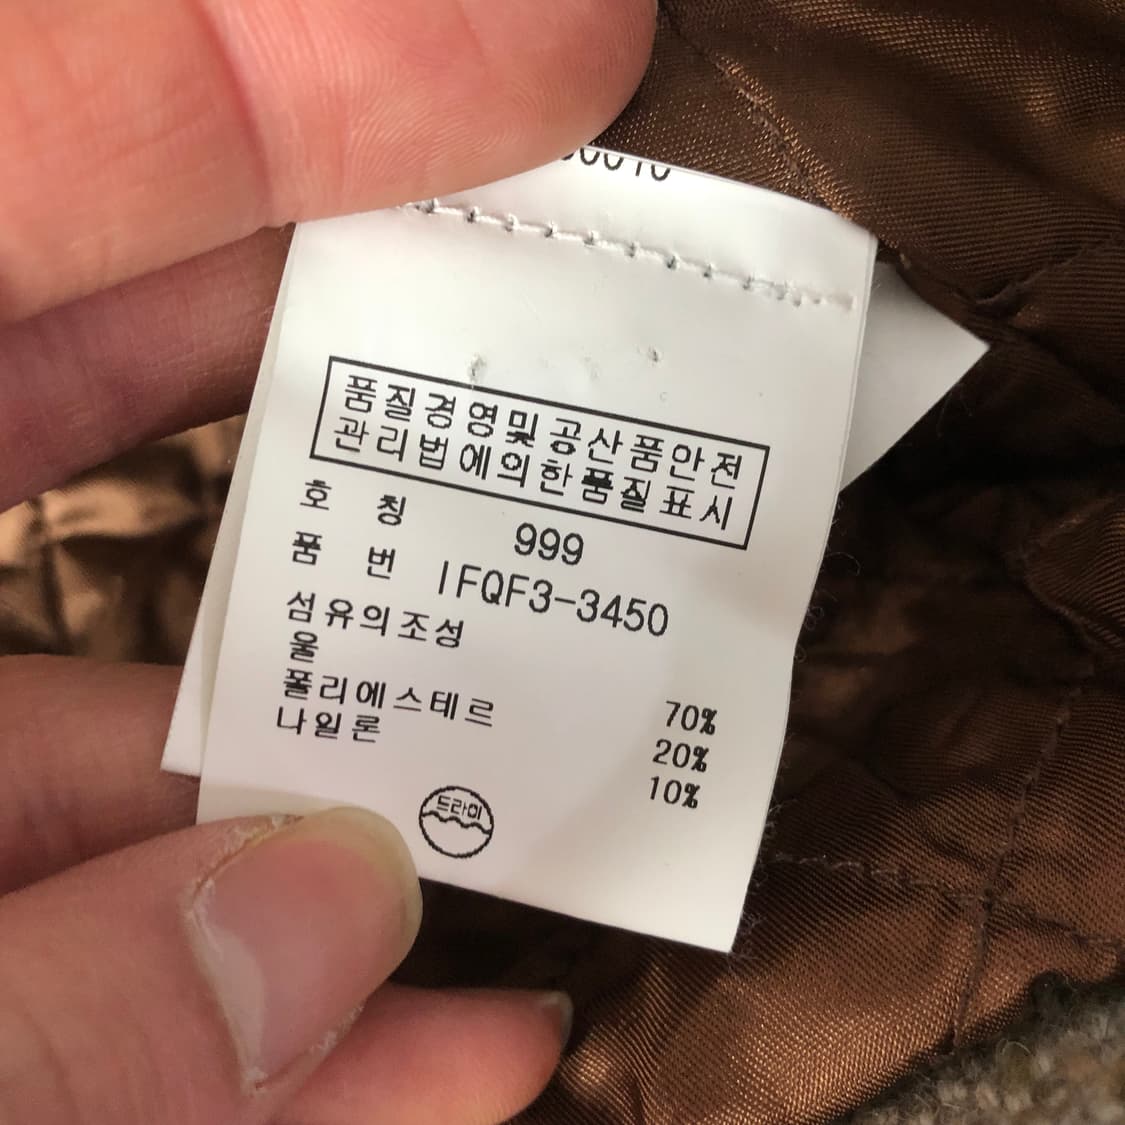 품질경영및공산품안전
관리법에의한품질표시
호 칭 999
품 번 IFQF3-3450
섬유의조성
울 70%
폴리에스테르 20%
나일론 10%
드라이